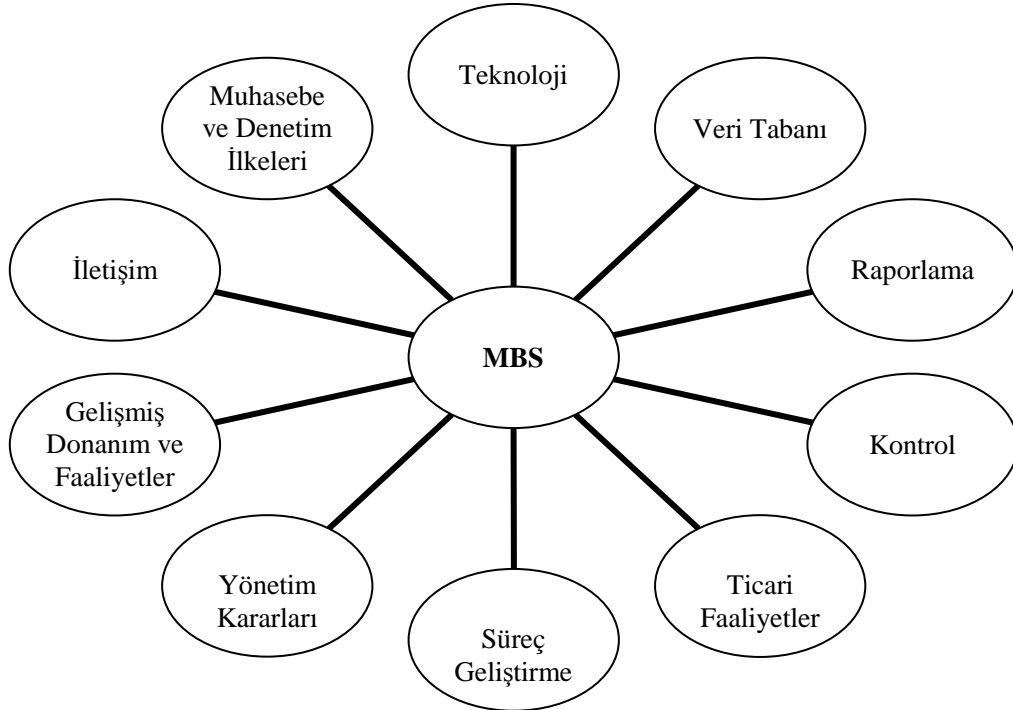 Teknoloji
Muhasebe
ve Denetim
İlkeleri
Veri Tabanı
İletişim
Raporlama
MBS
Gelişmiş
Donanım ve
Faaliyetler
Kontrol
Yönetim
Kararları
Ticari
Faaliyetler
Süreç
Geliştirme